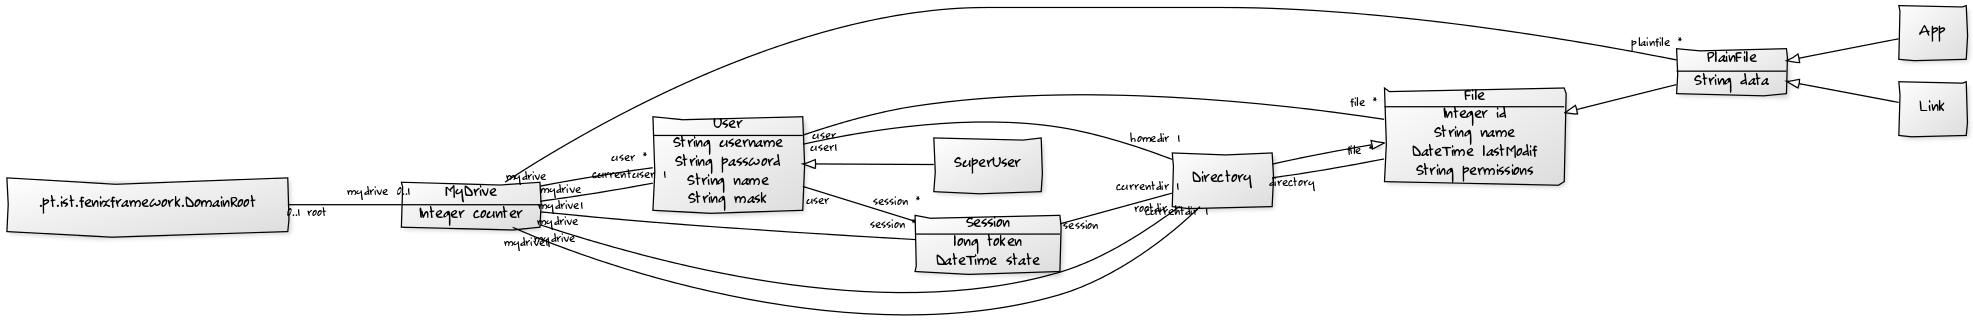 App
plainfile *
PlainFile
String data
Link
File
file *
Integer id
String name
DateTime lastModif
String permissions
User
user
String username
homedir 1
user1
user *
String password
SuperUser
file
mydrive
currentuser 1
String name
Directory
directory
.pt.ist.fenixframework.DomainRoot
mydrive 0..1
MyDrive
mydrive
String mask
currentdir 1
user
session *
0..1 root
Integer counter
mydrive1
rootdir
currentdir 1
mydrive
session
Session
session
mydrive
long token
DateTime state